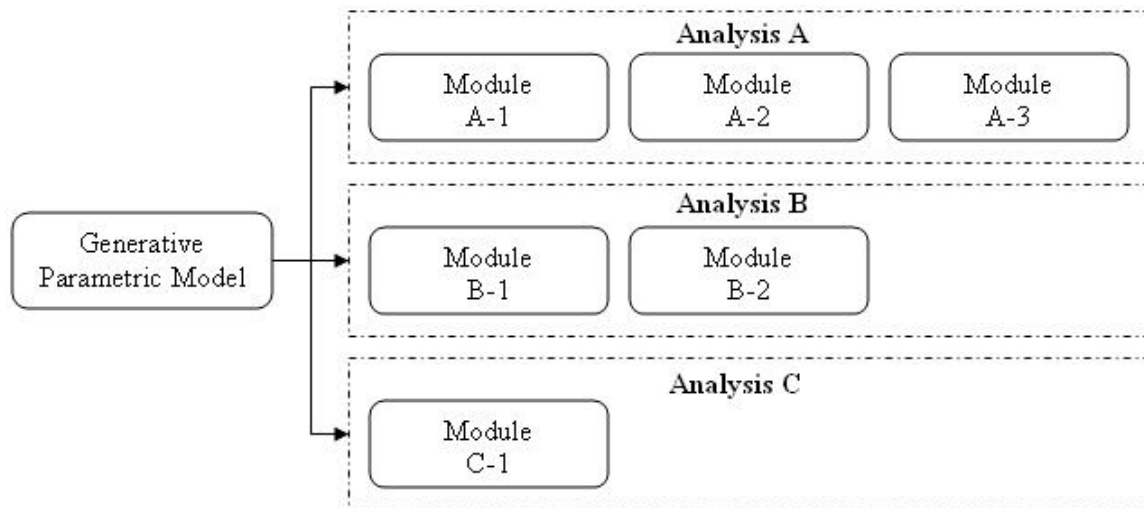 Analysis A
Module
A-1
Module
A-2
Module
A-3
Generative
Parametric Model
Analysis B
Module
B-1
Module
B-2
Analysis C
Module
C-1